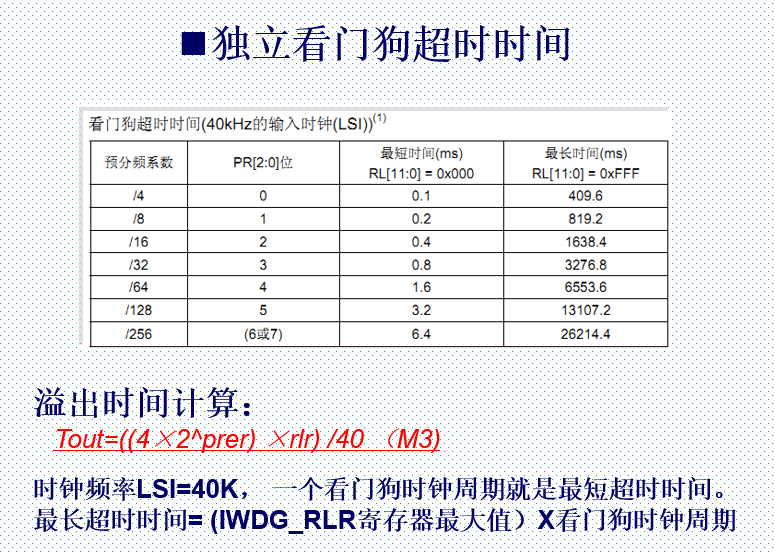 ■独立看门狗超时时间
看门狗超时时间(40kHz的输入时钟(LSI))(1)
预分频系数 PR[2:0]位 最短时间(ms) RL[11:0] = 0x000 最长时间(ms) RL[11:0] = 0xFFF
/4 0 0.1 409.6
/8 1 0.2 819.2
/16 2 0.4 1638.4
/32 3 0.8 3276.8
/64 4 1.6 6553.6
/128 5 3.2 13107.2
/256 (6或7) 6.4 26214.4
溢出时间计算：
Tout=((4×2^prer) ×rlr) /40 （M3)
时钟频率LSI=40K， 一个看门狗时钟周期就是最短超时时间。
最长超时时间= (IWDG_RLR寄存器最大值）X看门狗时钟周期